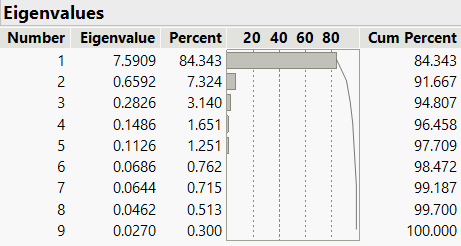 Eigenvalues
Number Eigenvalue Percent 20 40 60 80 Cum Percent
1 7.5909 84.343 84.343
2 0.6592 7.324 91.667
3 0.2826 3.140 94.807
4 0.1486 1.651 96.458
5 0.1126 1.251 97.709
6 0.0686 0.762 98.472
7 0.0644 0.715 99.187
8 0.0462 0.513 99.700
9 0.0270 0.300 100.000